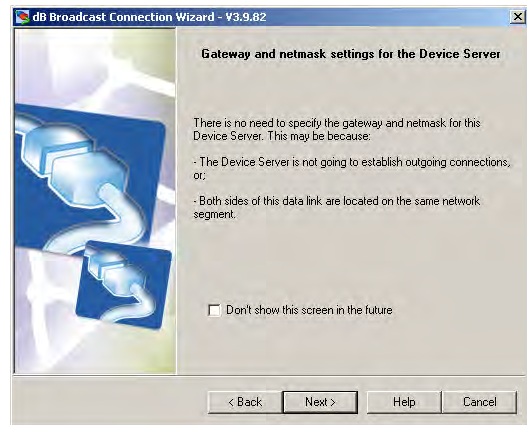 dB Broadcast Connection Wizard - V3.9.82
Gateway and netmask settings for the Device Server
There is no need to specify the gateway and netmask for this
Device Server. This may be because:
- The Device Server is not going to establish outgoing connections,
or;
- Both sides of this data link are located on the same network
segment.
Don't show this screen in the future
< Back
Next >
Help
Cancel